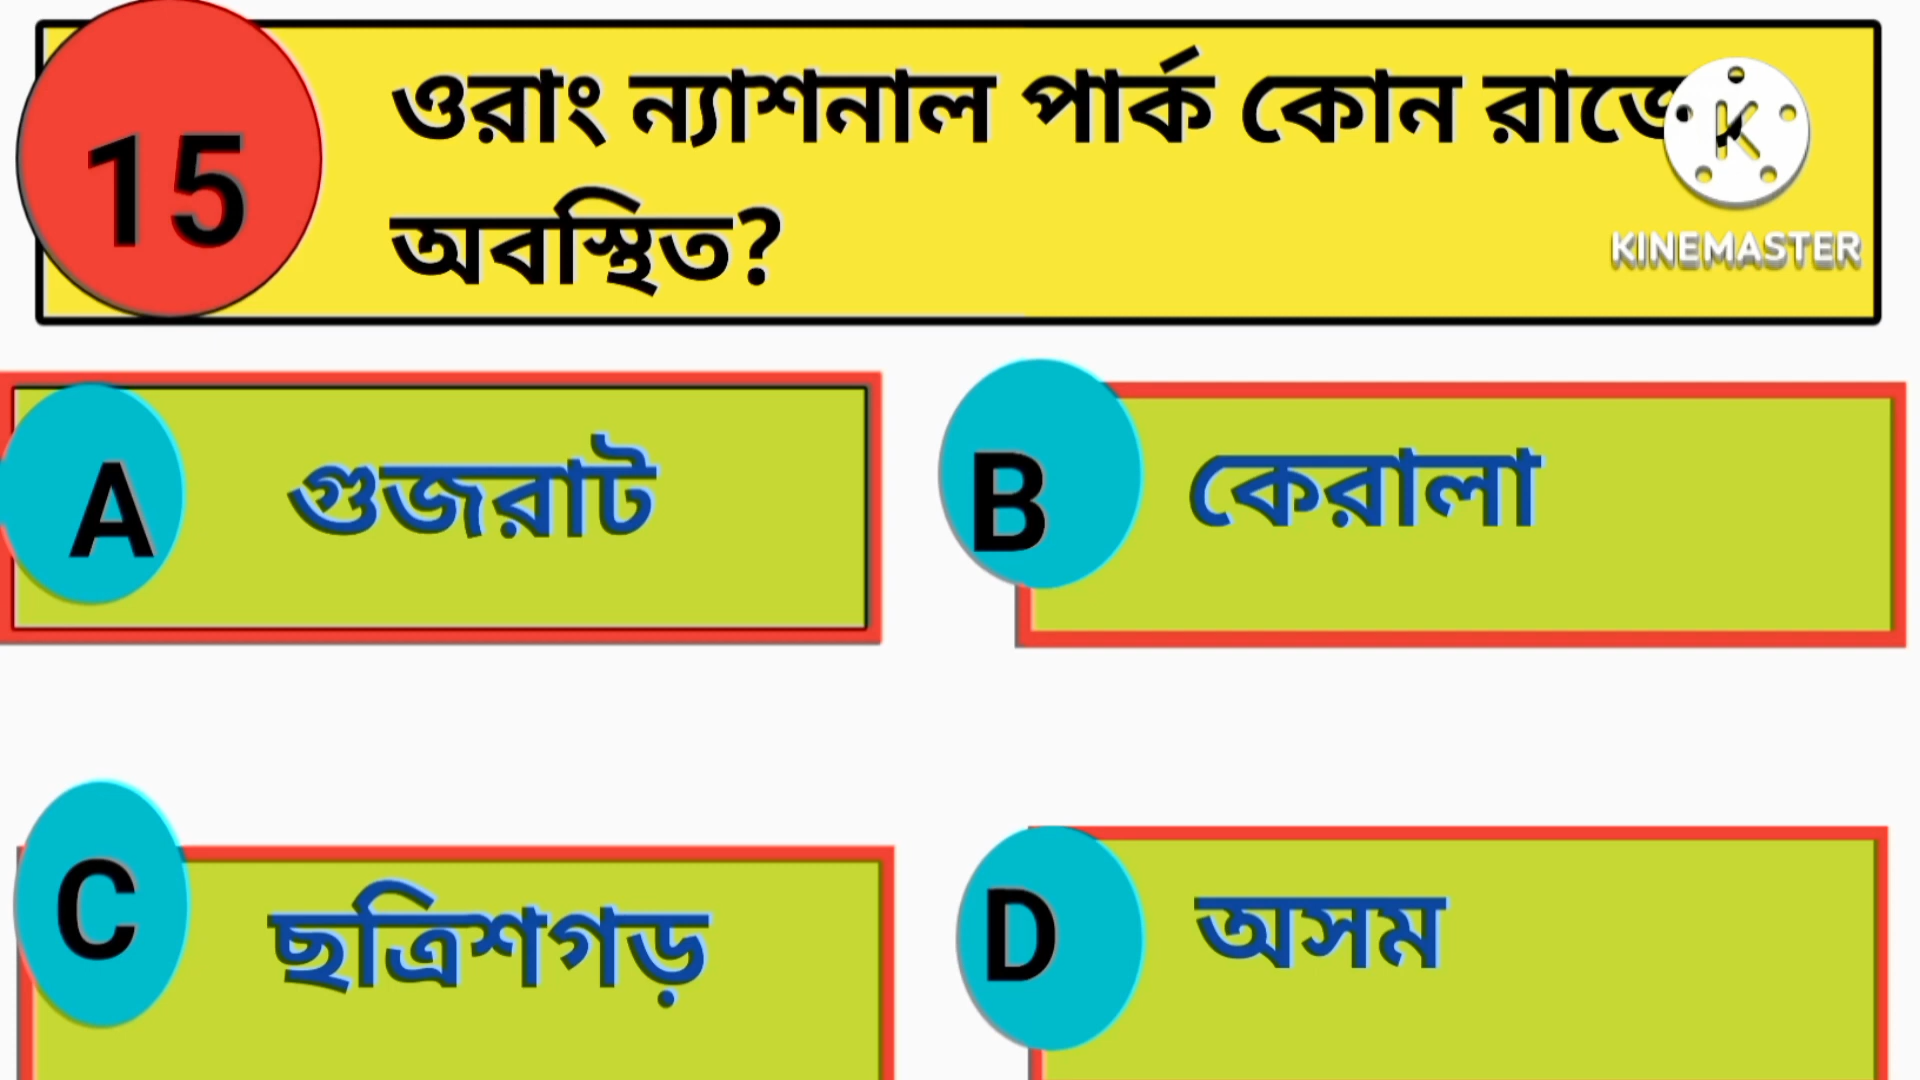 15
ওরাং ন্যাশনাল পার্ক কোন
অবস্থিত?
KINEMASTER
A
গুজরাট
B
কেরালা
C
ছত্রিশগড়
D
অসম